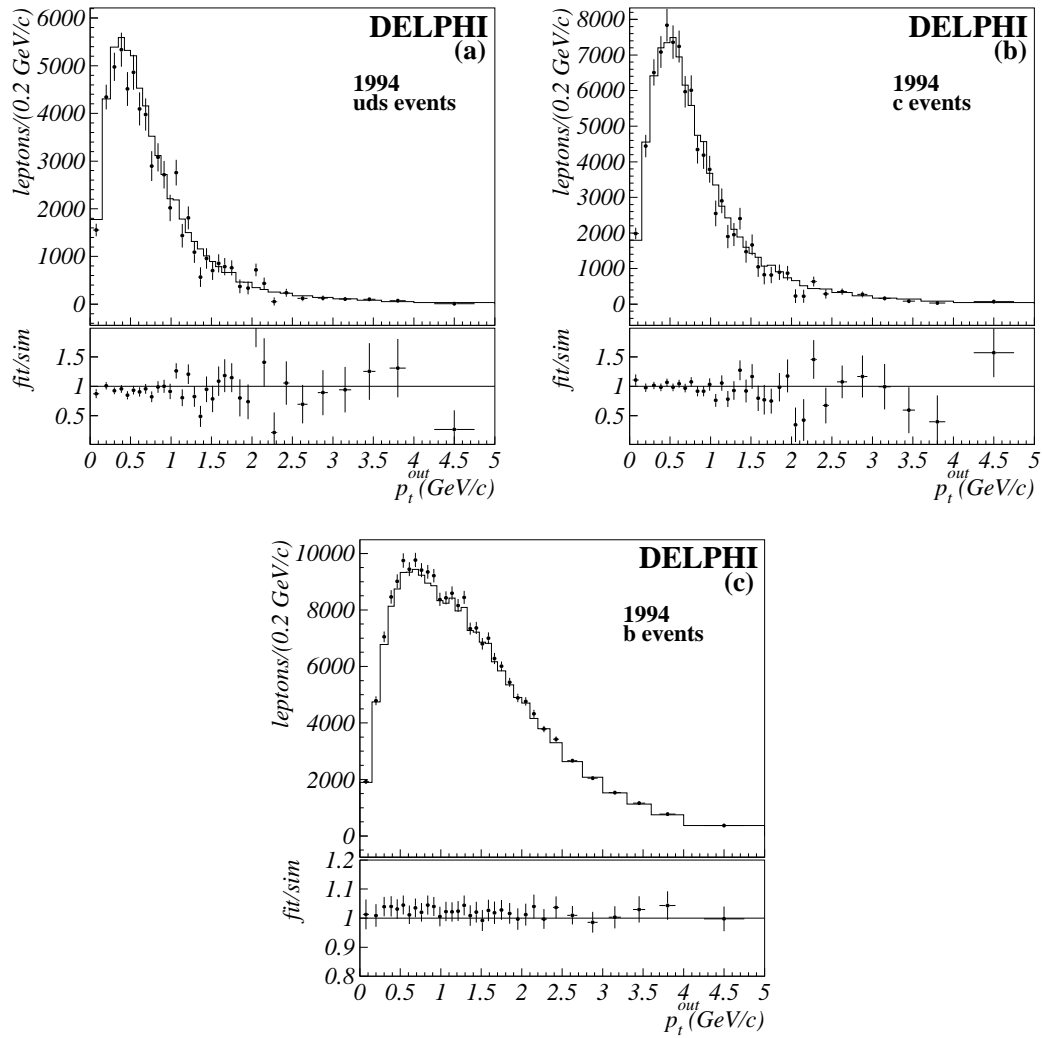 DELPHI
(a)
1994
uds events
leptons/(0.2 GeV/c)
6000
5000
4000
3000
2000
1000
0
fit/sim
1.5
1
0.5
0 0.5 1 1.5 2 2.5 3 3.5 4 4.5 5
p_t^out (GeV/c)
DELPHI
(b)
1994
c events
leptons/(0.2 GeV/c)
8000
7000
6000
5000
4000
3000
2000
1000
0
fit/sim
1.5
1
0.5
0 0.5 1 1.5 2 2.5 3 3.5 4 4.5 5
p_t^out (GeV/c)
DELPHI
(c)
1994
b events
leptons/(0.2 GeV/c)
10000
8000
6000
4000
2000
0
fit/sim
1.2
1.1
1
0.9
0.8
0 0.5 1 1.5 2 2.5 3 3.5 4 4.5 5
p_t^out (GeV/c)